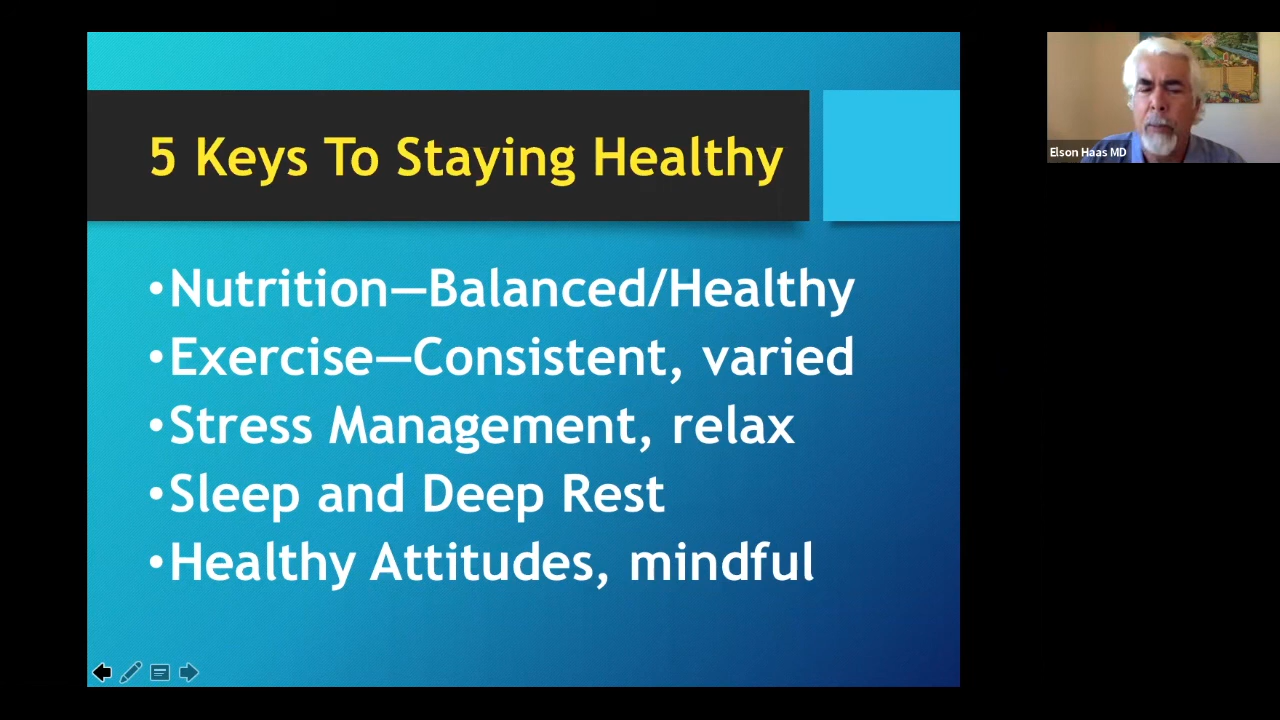 5 Keys To Staying Healthy
•Nutrition—Balanced/Healthy
•Exercise—Consistent, varied
•Stress Management, relax
•Sleep and Deep Rest
•Healthy Attitudes, mindful
Elson Haas MD